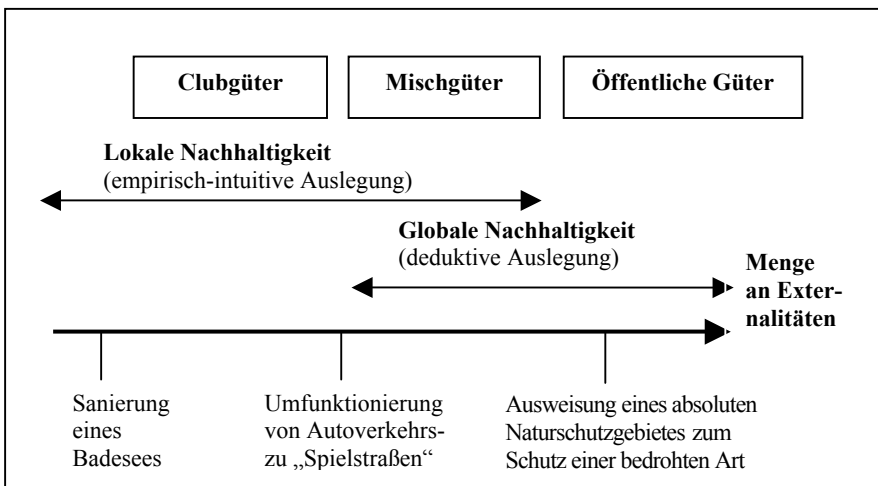 Clubgüter
Mischgüter
Öffentliche Güter
Lokale Nachhaltigkeit
(empirisch-intuitive Auslegung)
Globale Nachhaltigkeit
(deduktive Auslegung)
Menge
an Exter-
nalitäten
Sanierung
eines
Badesees
Umfunktionierung
von Autoverkehrs-
zu „Spielstraßen“
Ausweisung eines absoluten
Naturschutzgebietes zum
Schutz einer bedrohten Art